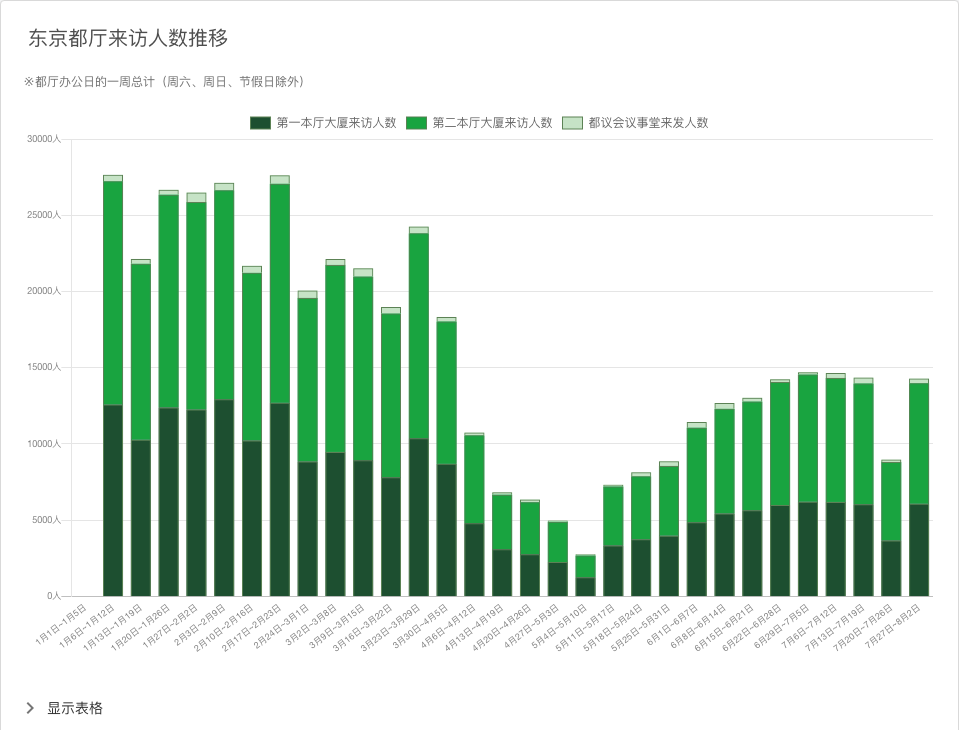 东京都厅来访人数推移
※都厅办公日的一周总计（周六、周日、节假日除外）
第一本厅大厦来访人数 第二本厅大厦来访人数 都议会议事堂来发人数
30000人
25000人
20000人
15000人
10000人
5000人
0人
1月1日~1月5日
1月6日~1月12日
1月13日~1月19日
1月20日~1月26日
1月27日~2月2日
2月3日~2月9日
2月10日~2月16日
2月17日~2月23日
2月24日~3月1日
3月2日~3月8日
3月9日~3月15日
3月16日~3月22日
3月23日~3月29日
3月30日~4月5日
4月6日~4月12日
4月13日~4月19日
4月20日~4月26日
4月27日~5月3日
5月4日~5月10日
5月11日~5月17日
5月18日~5月24日
5月25日~5月31日
6月1日~6月7日
6月8日~6月14日
6月15日~6月21日
6月22日~6月28日
6月29日~7月5日
7月6日~7月12日
7月13日~7月19日
7月20日~7月26日
7月27日~8月2日
显示表格